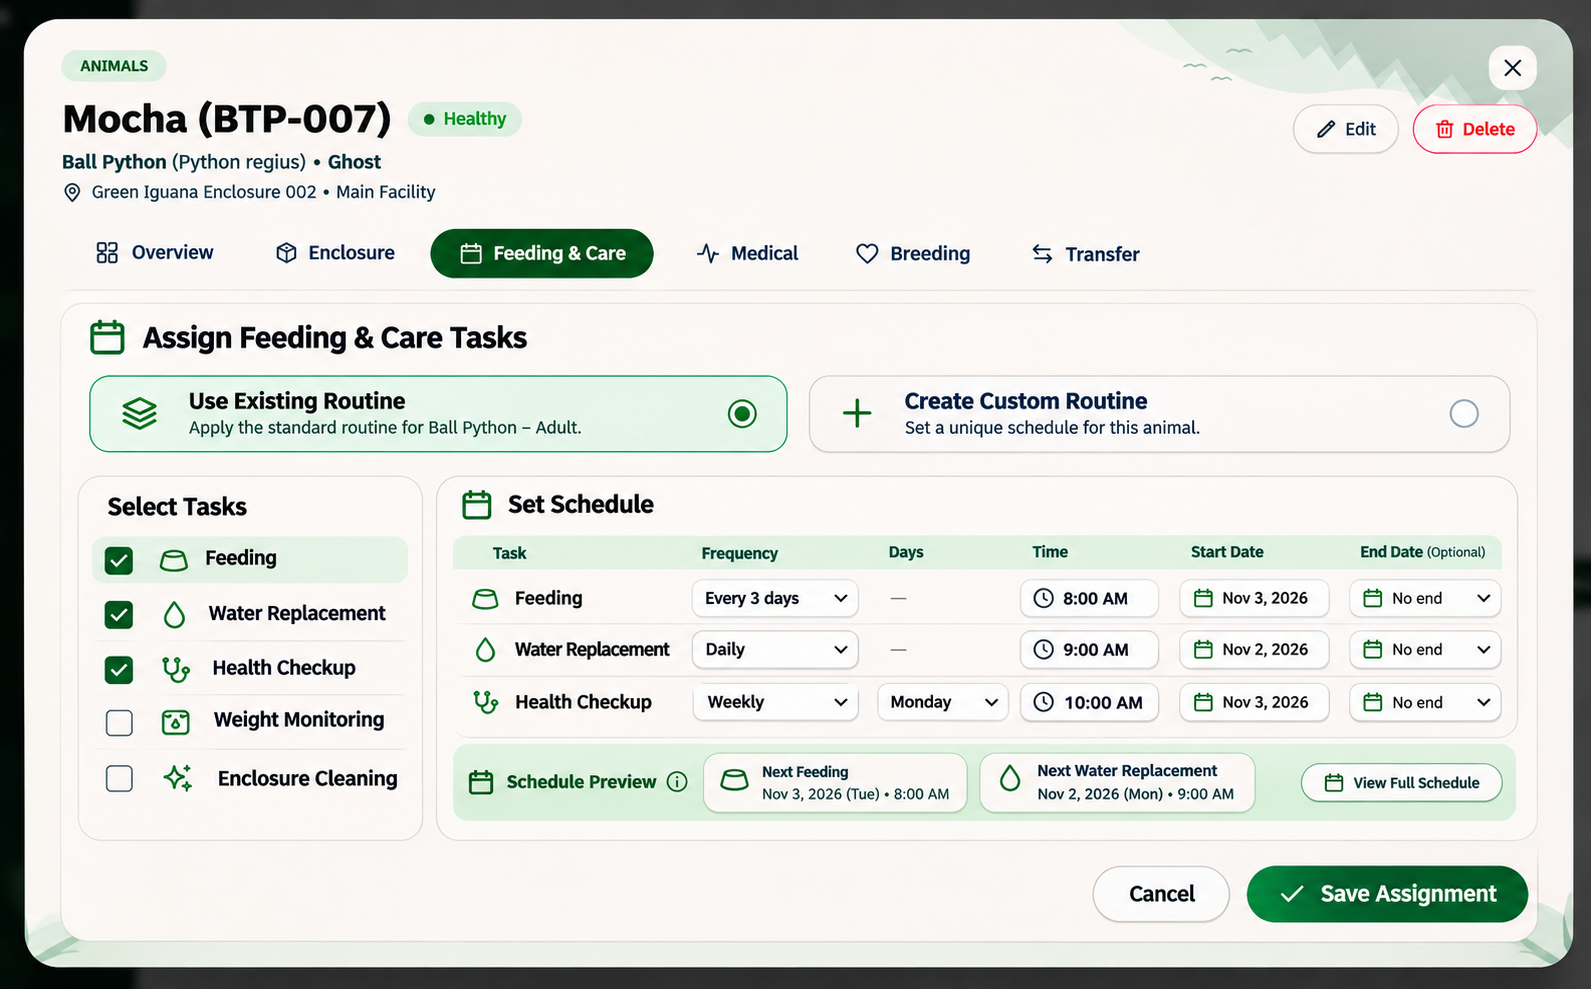 ANIMALS
Mocha (BTP-007)
Healthy
Edit
Delete
Ball Python (Python regius) • Ghost
Green Iguana Enclosure 002 • Main Facility
Overview
Enclosure
Feeding & Care
Medical
Breeding
Transfer
Assign Feeding & Care Tasks
Use Existing Routine
Apply the standard routine for Ball Python – Adult.
Create Custom Routine
Set a unique schedule for this animal.
Select Tasks
Feeding
Water Replacement
Health Checkup
Weight Monitoring
Enclosure Cleaning
Set Schedule
Task Frequency Days Time Start Date End Date (Optional)
Feeding Every 3 days — 8:00 AM Nov 3, 2026 No end
Water Replacement Daily — 9:00 AM Nov 2, 2026 No end
Health Checkup Weekly Monday 10:00 AM Nov 3, 2026 No end
Schedule Preview
Next Feeding
Nov 3, 2026 (Tue) • 8:00 AM
Next Water Replacement
Nov 2, 2026 (Mon) • 9:00 AM
View Full Schedule
Cancel
Save Assignment